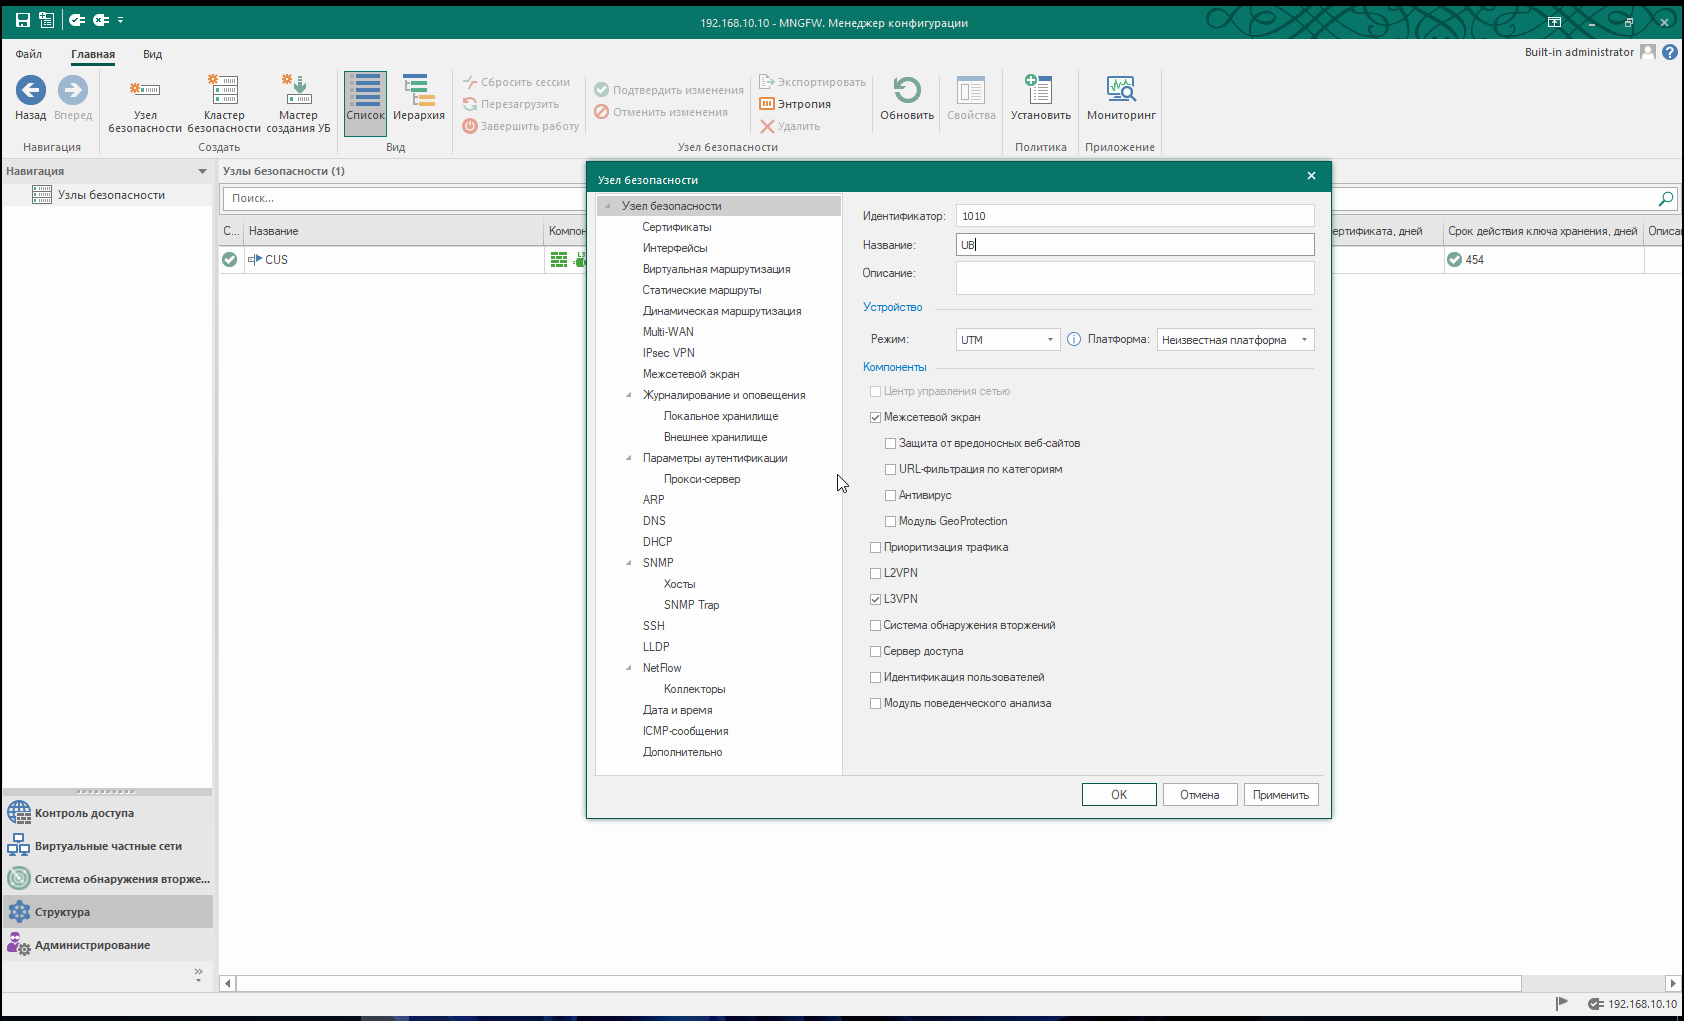 192.168.10.10 - MNGFW. Менеджер конфигурации
Файл Главная Вид
Built-in administrator
Назад
Вперед
Узел безопасности
Кластер безопасности
Мастер создания УБ
Список
Иерархия
Сбросить сессии
Перезагрузить
Завершить работу
Подтвердить изменения
Отменить изменения
Экспортировать
Энтропия
Удалить
Обновить
Свойства
Установить
Мониторинг
Навигация
Создать
Вид
Узел безопасности
Политика
Приложение
Навигация
Узлы безопасности
Узлы безопасности (1)
Поиск...
С... Название
ертификата, дней Срок действия ключа хранения, дней
CUS
454
Узел безопасности
Узел безопасности
Сертификаты
Интерфейсы
Виртуальная маршрутизация
Статические маршруты
Динамическая маршрутизация
Multi-WAN
IPsec VPN
Межсетевой экран
Журналирование и оповещения
Локальное хранилище
Внешнее хранилище
Параметры аутентификации
Прокси-сервер
ARP
DNS
DHCP
SNMP
Хосты
SNMP Trap
SSH
LLDP
NetFlow
Коллекторы
Дата и время
ICMP-сообщения
Дополнительно
Идентификатор: 1010
Название: UB
Описание:
Устройство
Режим: UTM Платформа: Неизвестная платформа
Компоненты
Центр управления сетью
Межсетевой экран
Защита от вредоносных веб-сайтов
URL-фильтрация по категориям
Антивирус
Модуль GeoProtection
Приоритизация трафика
L2VPN
L3VPN
Система обнаружения вторжений
Сервер доступа
Идентификация пользователей
Модуль поведенческого анализа
OK Отмена Применить
Контроль доступа
Виртуальные частные сети
Система обнаружения вторже...
Структура
Администрирование
192.168.10.10